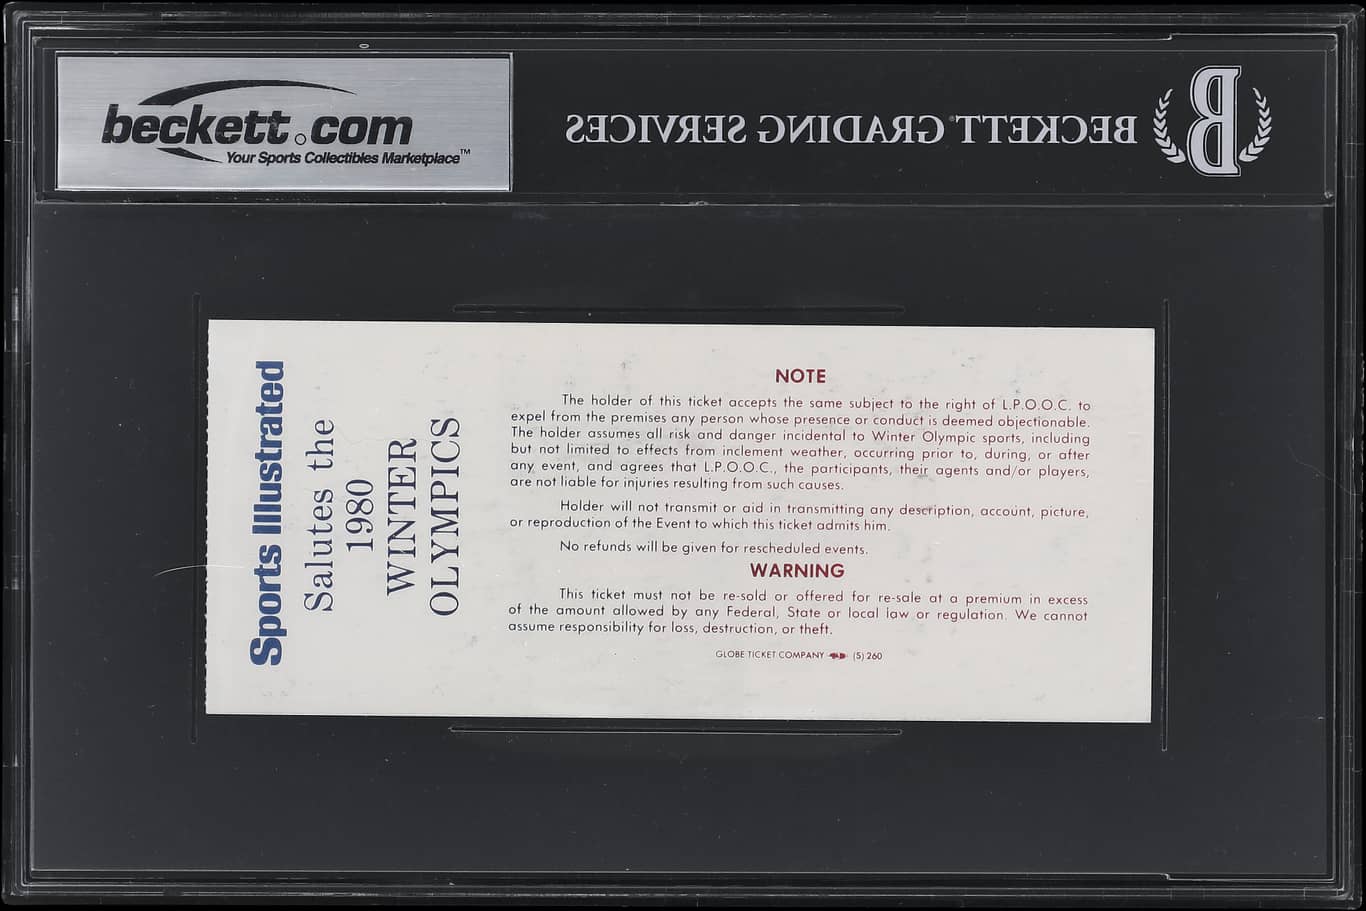 beckett.com
Your Sports Collectibles Marketplace™
BECKETT GRADING SERVICES
B
Sports Illustrated
Salutes the
1980
WINTER
OLYMPICS
NOTE
The holder of this ticket accepts the same subject to the right of L.P.O.O.C. to
expel from the premises any person whose presence or conduct is deemed objectionable.
The holder assumes all risk and danger incidental to Winter Olympic sports, including
but not limited to effects from inclement weather, occurring prior to, during, or after
any event, and agrees that L.P.O.O.C., the participants, their agents and/or players,
are not liable for injuries resulting from such causes.
Holder will not transmit or aid in transmitting any description, account, picture,
or reproduction of the Event to which this ticket admits him.
No refunds will be given for rescheduled events.
WARNING
This ticket must not be re-sold or offered for re-sale at a premium in excess
of the amount allowed by any Federal, State or local law or regulation. We cannot
assume responsibility for loss, destruction, or theft.
GLOBE TICKET COMPANY (5) 260